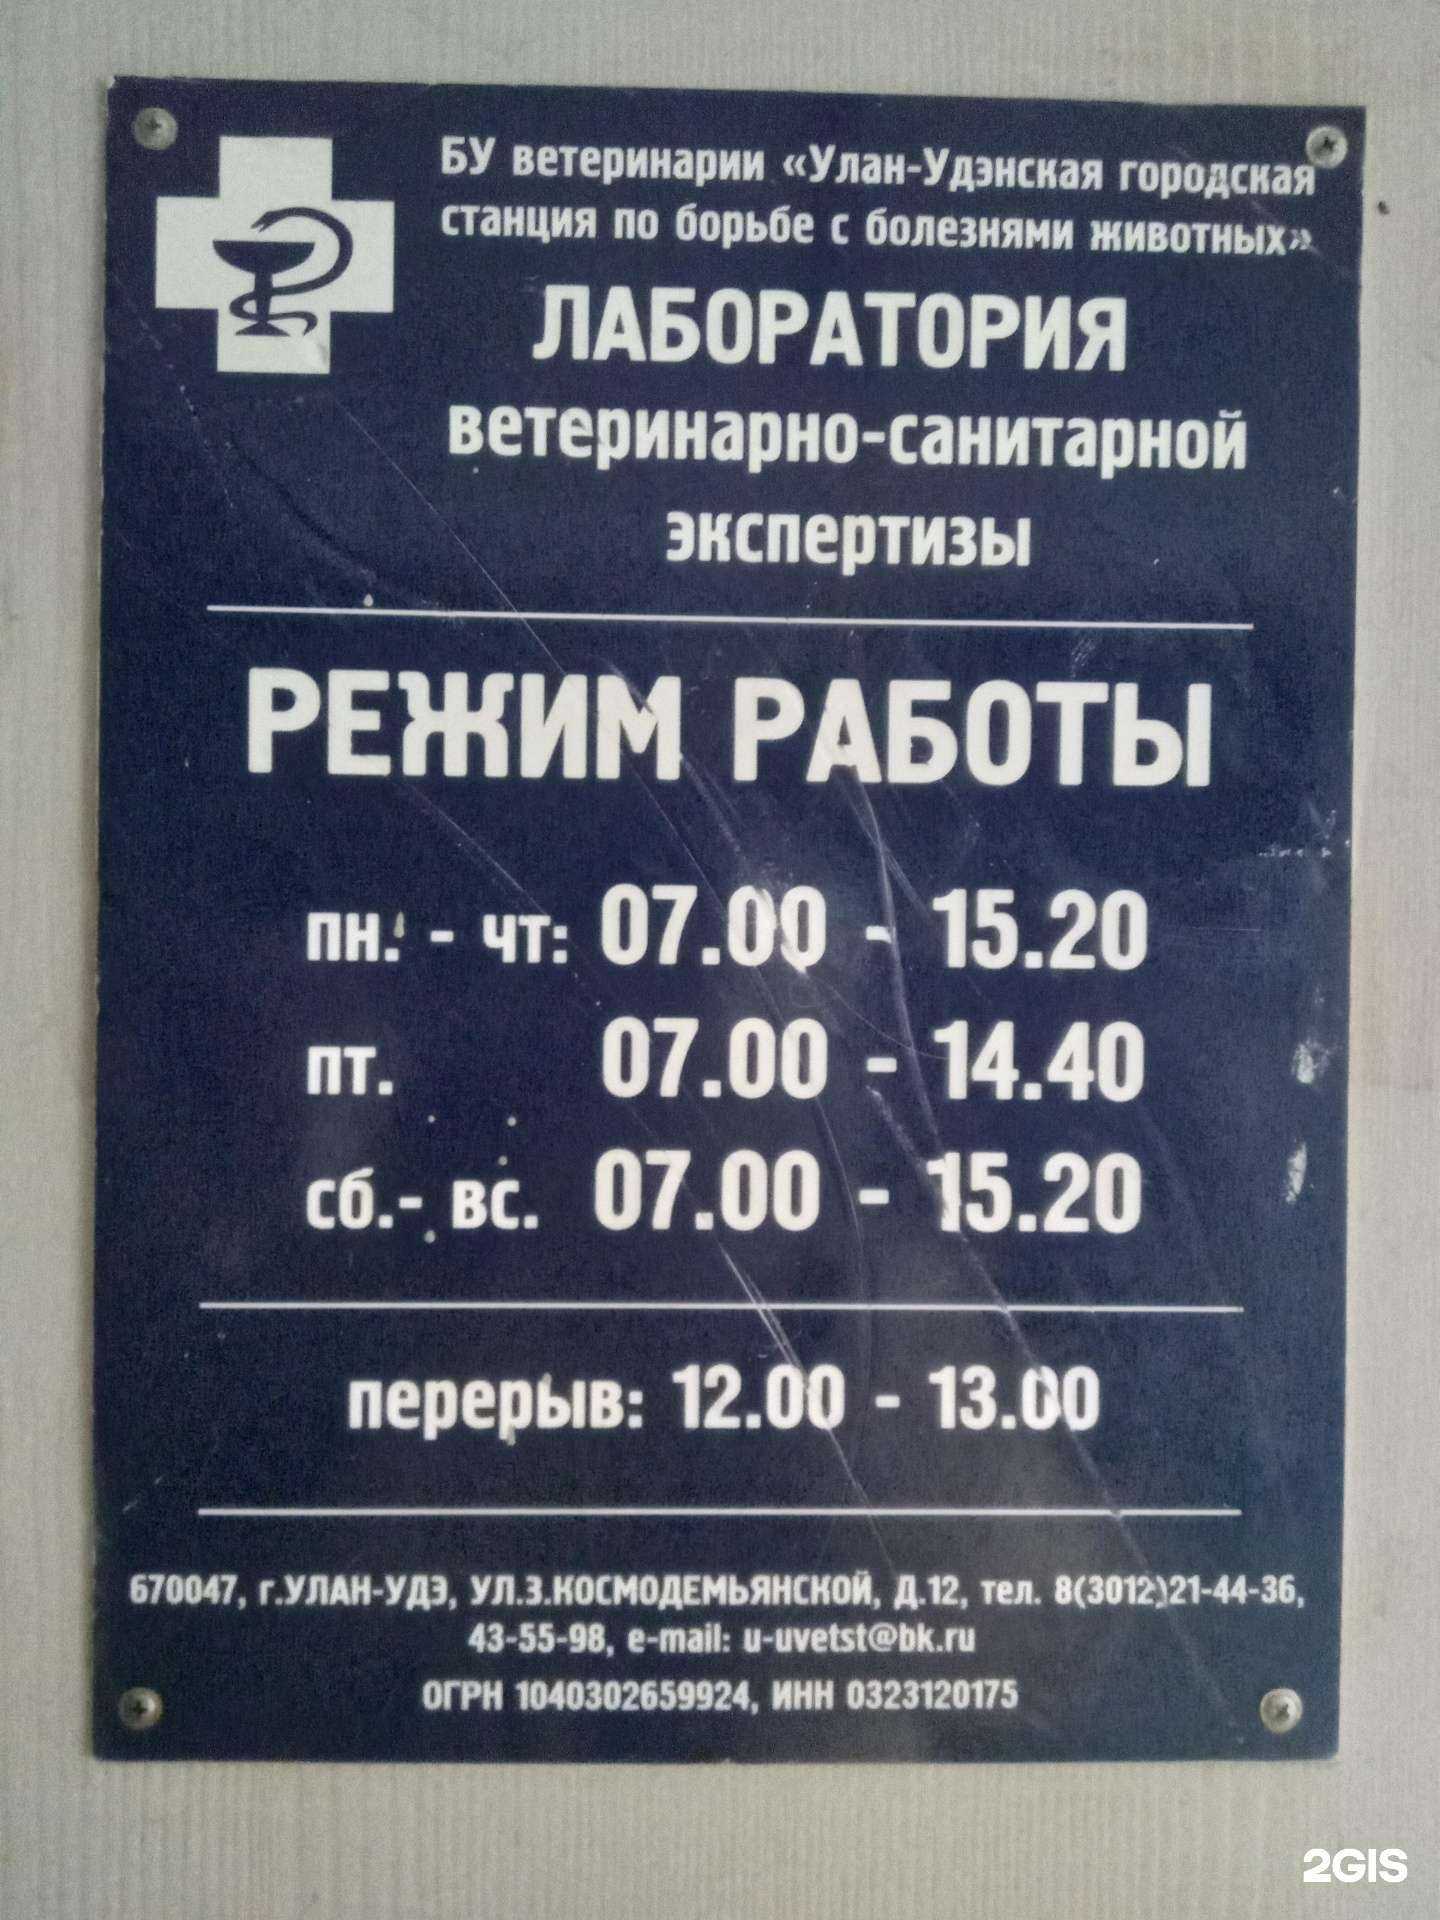 БУ ветеринарии «Улан-Удэнская городская
станция по борьбе с болезнями животных»
ЛАБОРАТОРИЯ
ветеринарно-санитарной
экспертизы
РЕЖИМ РАБОТЫ
пн. - чт: 07.00 - 15.20
пт. 07.00 - 14.40
сб.- вс. 07.00 - 15.20
перерыв: 12.00 - 13.00
670047, г.УЛАН-УДЭ, УЛ.З.КОСМОДЕМЬЯНСКОЙ, Д.12, тел. 8(3012)21-44-36,
43-55-98, e-mail: u-uvetst@bk.ru
ОГРН 1040302659924, ИНН 0323120175
2GIS